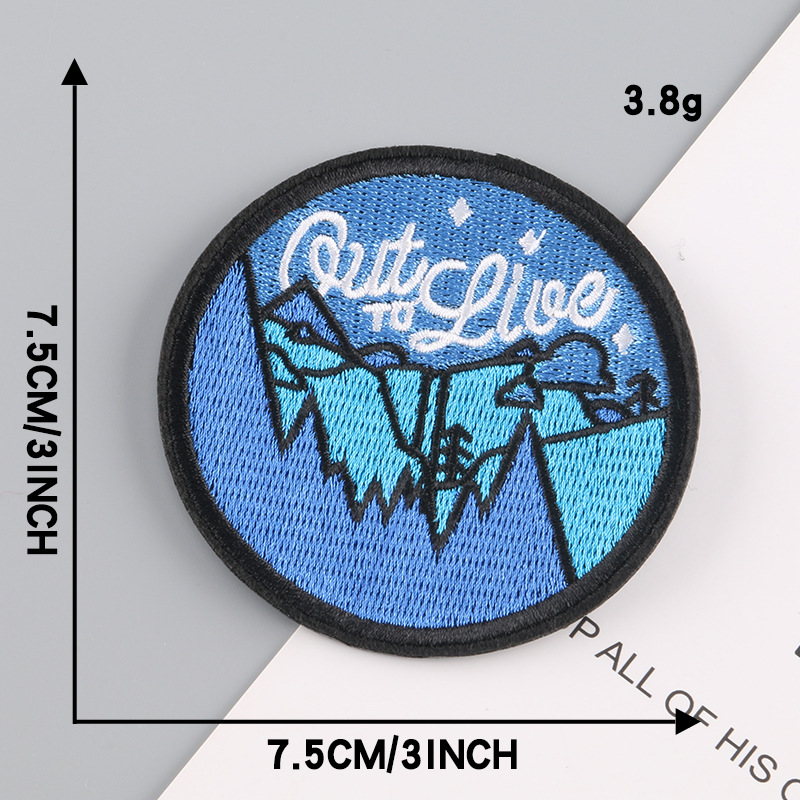 3.8g
Out
TO Live
7.5CM/3INCH
P ALL OF HIS
7.5CM/3INCH